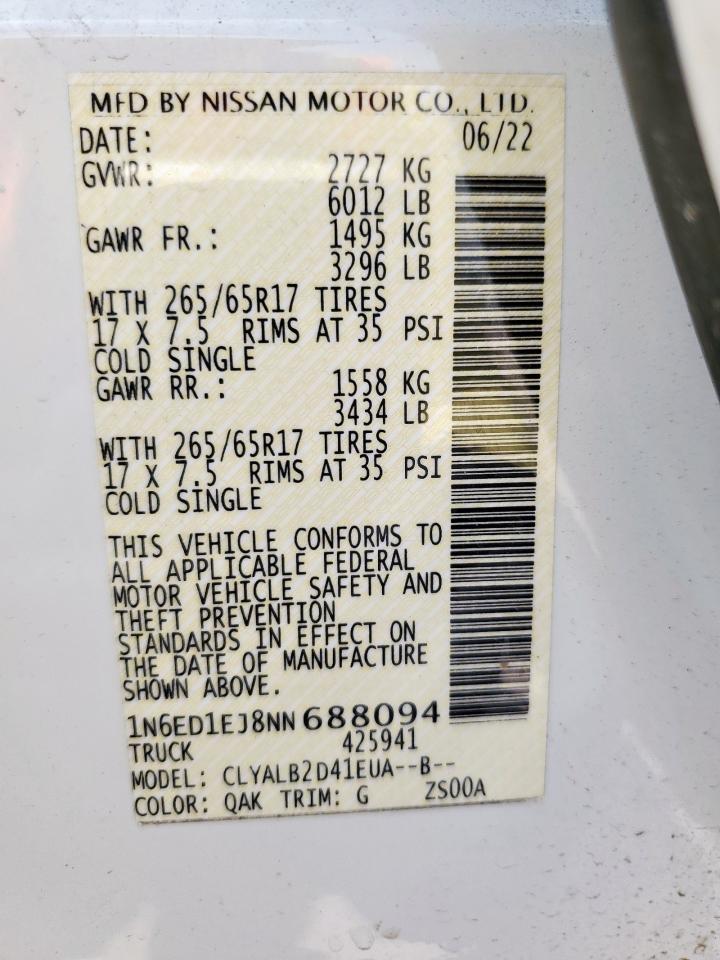 MFD BY NISSAN MOTOR CO., LTD.
DATE: 06/22
GVWR: 2727 KG
6012 LB
GAWR FR.: 1495 KG
3296 LB
WITH 265/65R17 TIRES
17 X 7.5 RIMS AT 35 PSI
COLD SINGLE
GAWR RR.: 1558 KG
3434 LB
WITH 265/65R17 TIRES
17 X 7.5 RIMS AT 35 PSI
COLD SINGLE
THIS VEHICLE CONFORMS TO
ALL APPLICABLE FEDERAL
MOTOR VEHICLE SAFETY AND
THEFT PREVENTION
STANDARDS IN EFFECT ON
THE DATE OF MANUFACTURE
SHOWN ABOVE.
1N6ED1EJ8NN688094
TRUCK 425941
MODEL: CLYALB2D41EUA--B--
COLOR: QAK TRIM: G ZS00A